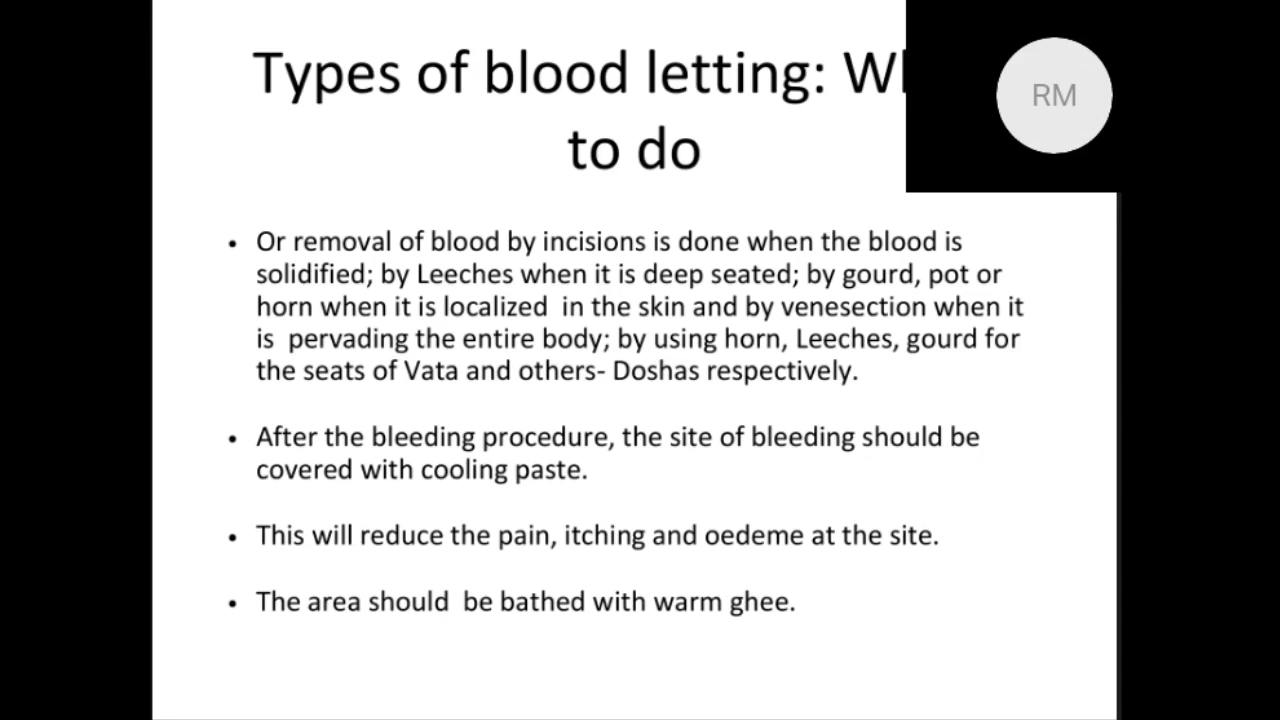 Types of blood letting:
to do
RM
• Or removal of blood by incisions is done when the blood is
solidified; by Leeches when it is deep seated; by gourd, pot or
horn when it is localized  in the skin and by venesection when it
is  pervading the entire body; by using horn, Leeches, gourd for
the seats of Vata and others- Doshas respectively.
• After the bleeding procedure, the site of bleeding should be
covered with cooling paste.
• This will reduce the pain, itching and oedeme at the site.
• The area should  be bathed with warm ghee.